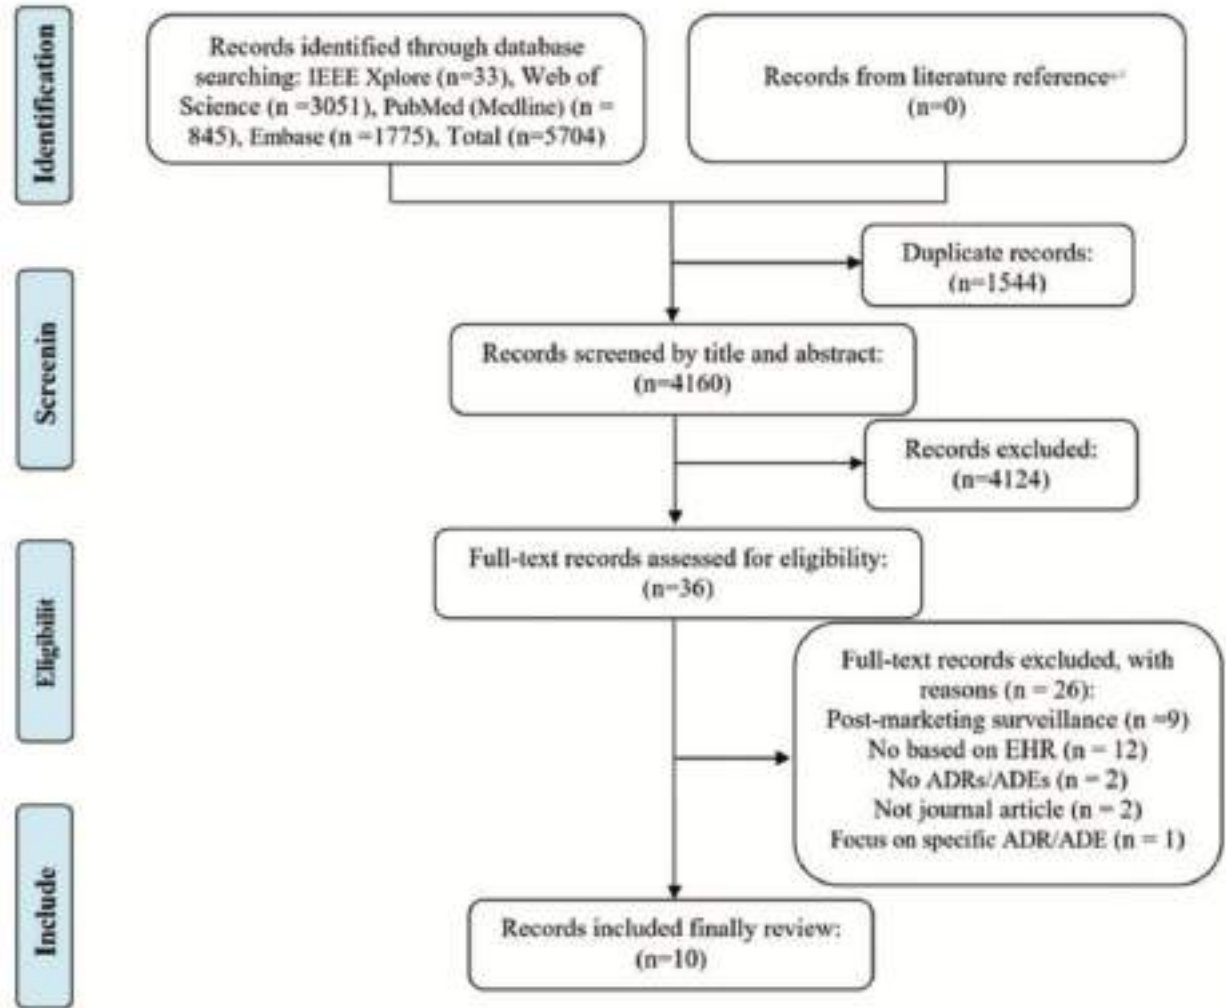 Identification
Records identified through database
searching: IEEE Xplore (n=33), Web of
Science (n =3051), PubMed (Medline) (n =
845), Embase (n =1775), Total (n=5704)
Records from literature reference
(n=0)
Duplicate records:
(n=1544)
Screenin
Records screened by title and abstract:
(n=4160)
Records excluded:
(n=4124)
Eligibilit
Full-text records assessed for eligibility:
(n=36)
Full-text records excluded, with
reasons (n = 26):
Post-marketing surveillance (n =9)
No based on EHR (n = 12)
No ADRs/ADEs (n = 2)
Not journal article (n = 2)
Focus on specific ADR/ADE (n = 1)
Include
Records included finally review:
(n=10)